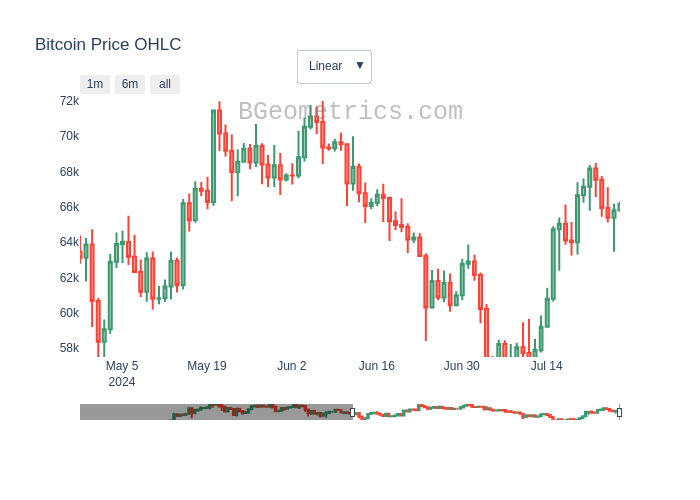 Bitcoin Price OHLC
Linear ▼
1m 6m all
BGeometrics.com
72k
70k
68k
66k
64k
62k
60k
58k
May 5 May 19 Jun 2 Jun 16 Jun 30 Jul 14
2024